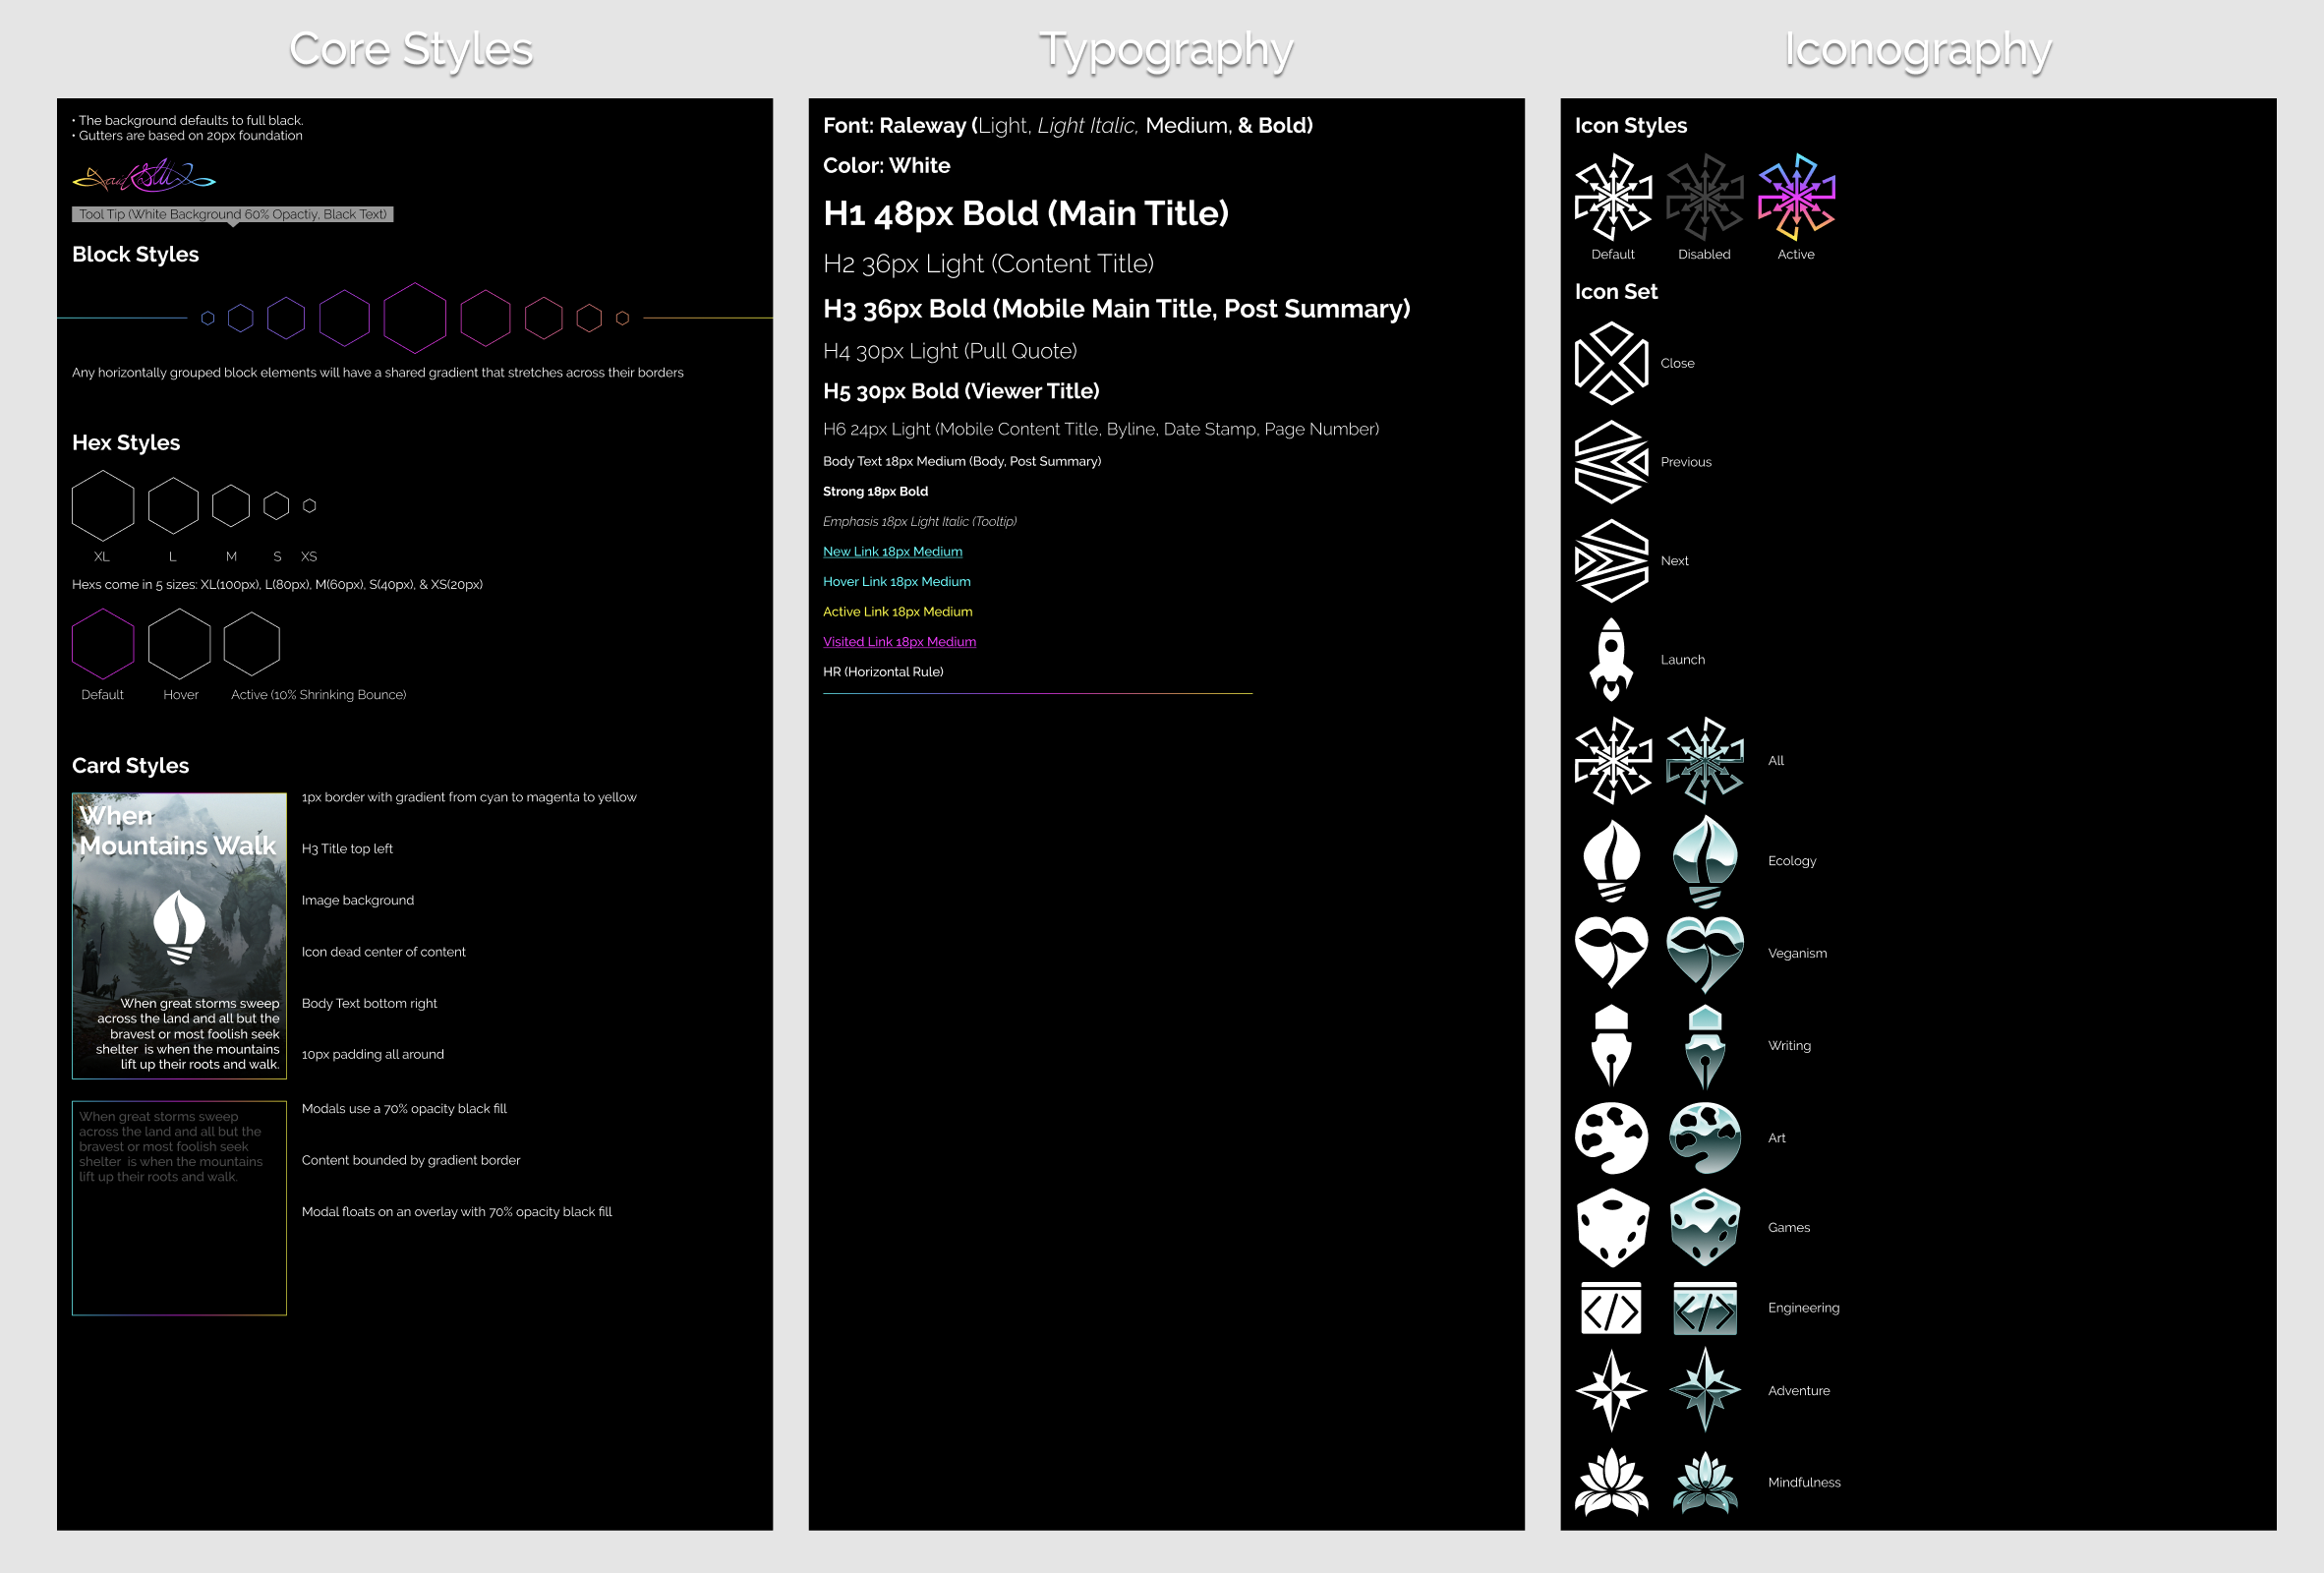 Core Styles
• The background defaults to full black.
• Gutters are based on 20px foundation
Tool Tip (White Background 60% Opactiy, Black Text)
Block Styles
Any horizontally grouped block elements will have a shared gradient that stretches across their borders
Hex Styles
XL L M S XS
Hexs come in 5 sizes: XL(100px), L(80px), M(60px), S(40px), & XS(20px)
Default Hover Active (10% Shrinking Bounce)
Card Styles
When
Mountains Walk
When great storms sweep
across the land and all but the
bravest or most foolish seek
shelter is when the mountains
lift up their roots and walk.
1px border with gradient from cyan to magenta to yellow
H3 Title top left
Image background
Icon dead center of content
Body Text bottom right
10px padding all around
When great storms sweep
across the land and all but the
bravest or most foolish seek
shelter is when the mountains
lift up their roots and walk.
Modals use a 70% opacity black fill
Content bounded by gradient border
Modal floats on an overlay with 70% opacity black fill
Typography
Font: Raleway (Light, Light Italic, Medium, & Bold)
Color: White
H1 48px Bold (Main Title)
H2 36px Light (Content Title)
H3 36px Bold (Mobile Main Title, Post Summary)
H4 30px Light (Pull Quote)
H5 30px Bold (Viewer Title)
H6 24px Light (Mobile Content Title, Byline, Date Stamp, Page Number)
Body Text 18px Medium (Body, Post Summary)
Strong 18px Bold
Emphasis 18px Light Italic (Tooltip)
New Link 18px Medium
Hover Link 18px Medium
Active Link 18px Medium
Visited Link 18px Medium
HR (Horizontal Rule)
Iconography
Icon Styles
Default Disabled Active
Icon Set
Close
Previous
Next
Launch
All
Ecology
Veganism
Writing
Art
Games
</>
</>
Engineering
Adventure
Mindfulness